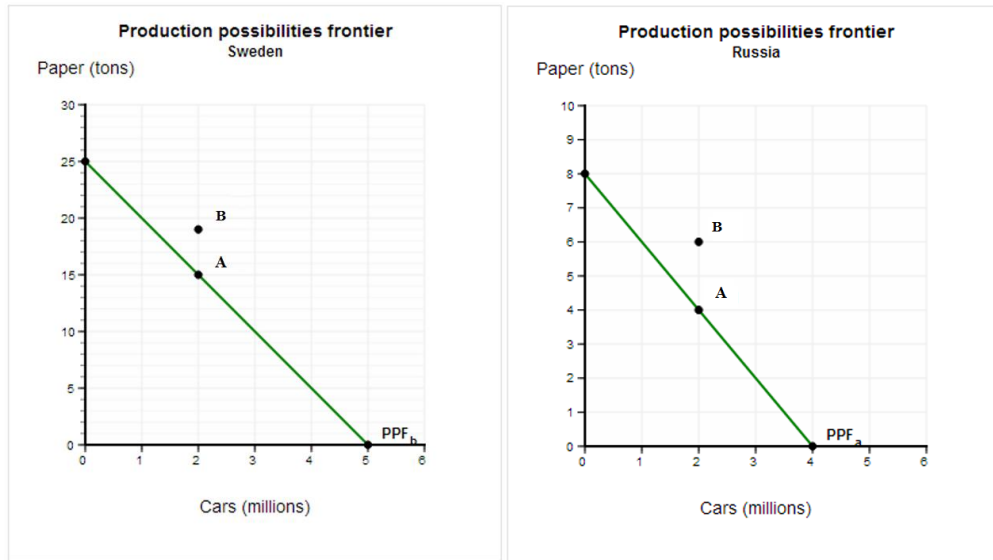 Production possibilities frontier
Sweden
Paper (tons)
30
25
20
15
10
5
0
B
A
PPFb
0 1 2 3 4 5 6
Cars (millions)
Production possibilities frontier
Russia
Paper (tons)
10
9
8
7
6
5
4
3
2
1
0
B
A
PPFa
0 1 2 3 4 5 6
Cars (millions)